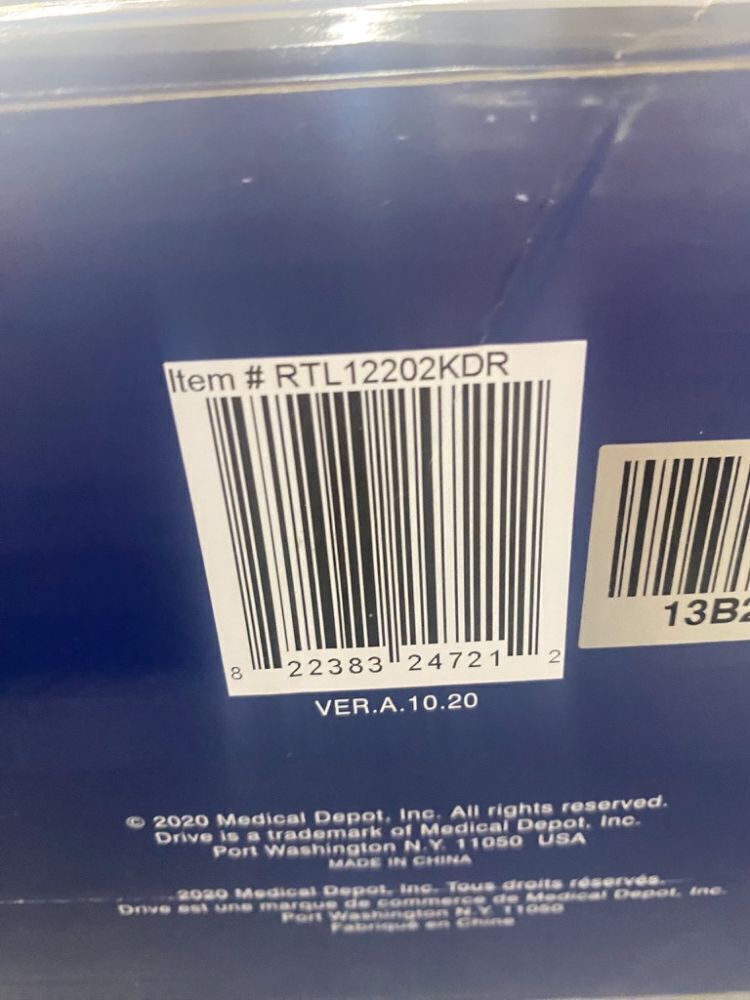 Item # RTL12202KDR
8 22383 24721 2
13B2
VER.A.10.20
© 2020 Medical Depot, Inc. All rights reserved.
Drive is a trademark of Medical Depot, Inc.
Port Washington N.Y. 11050 USA
MADE IN CHINA
2020 Medical Depot, Inc. Tous droits réservés.
Drive est une marque de commerce de Medical Depot, Inc.
Port Washington N.Y. 11050
Fabriqué en Chine